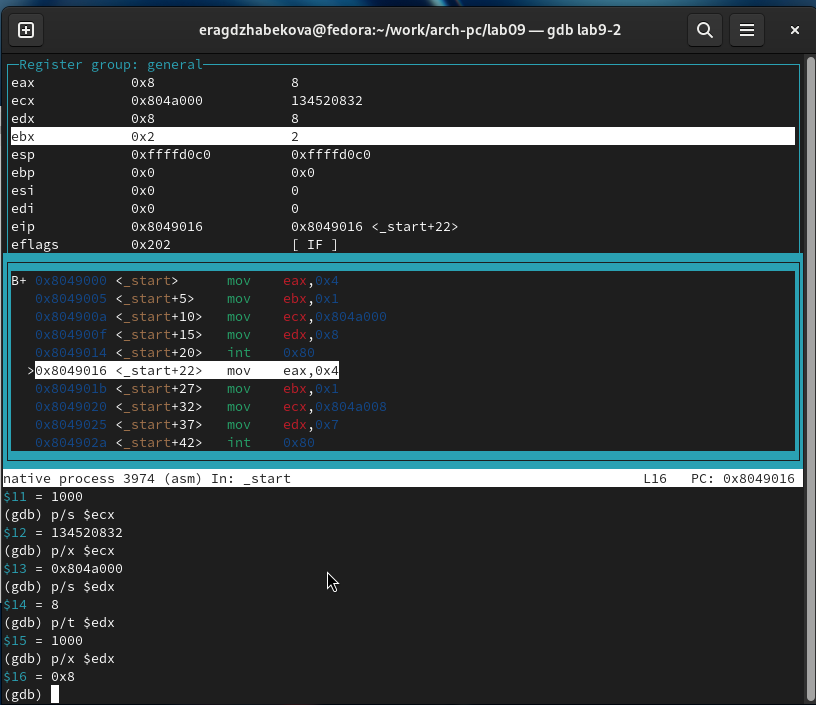 eragdzhabekova@fedora:~/work/arch-pc/lab09 — gdb lab9-2
Register group: general
eax 0x8 8
ecx 0x804a000 134520832
edx 0x8 8
ebx 0x2 2
esp 0xffffd0c0 0xffffd0c0
ebp 0x0 0x0
esi 0x0 0
edi 0x0 0
eip 0x8049016 0x8049016 <_start+22>
eflags 0x202 [ IF ]
B+ 0x8049000 <_start> mov eax,0x4
0x8049005 <_start+5> mov ebx,0x1
0x804900a <_start+10> mov ecx,0x804a000
0x804900f <_start+15> mov edx,0x8
0x8049014 <_start+20> int 0x80
>0x8049016 <_start+22> mov eax,0x4
0x804901b <_start+27> mov ebx,0x1
0x8049020 <_start+32> mov ecx,0x804a008
0x8049025 <_start+37> mov edx,0x7
0x804902a <_start+42> int 0x80
native process 3974 (asm) In: _start L16 PC: 0x8049016
$11 = 1000
(gdb) p/s $ecx
$12 = 134520832
(gdb) p/x $ecx
$13 = 0x804a000
(gdb) p/s $edx
$14 = 8
(gdb) p/t $edx
$15 = 1000
(gdb) p/x $edx
$16 = 0x8
(gdb)